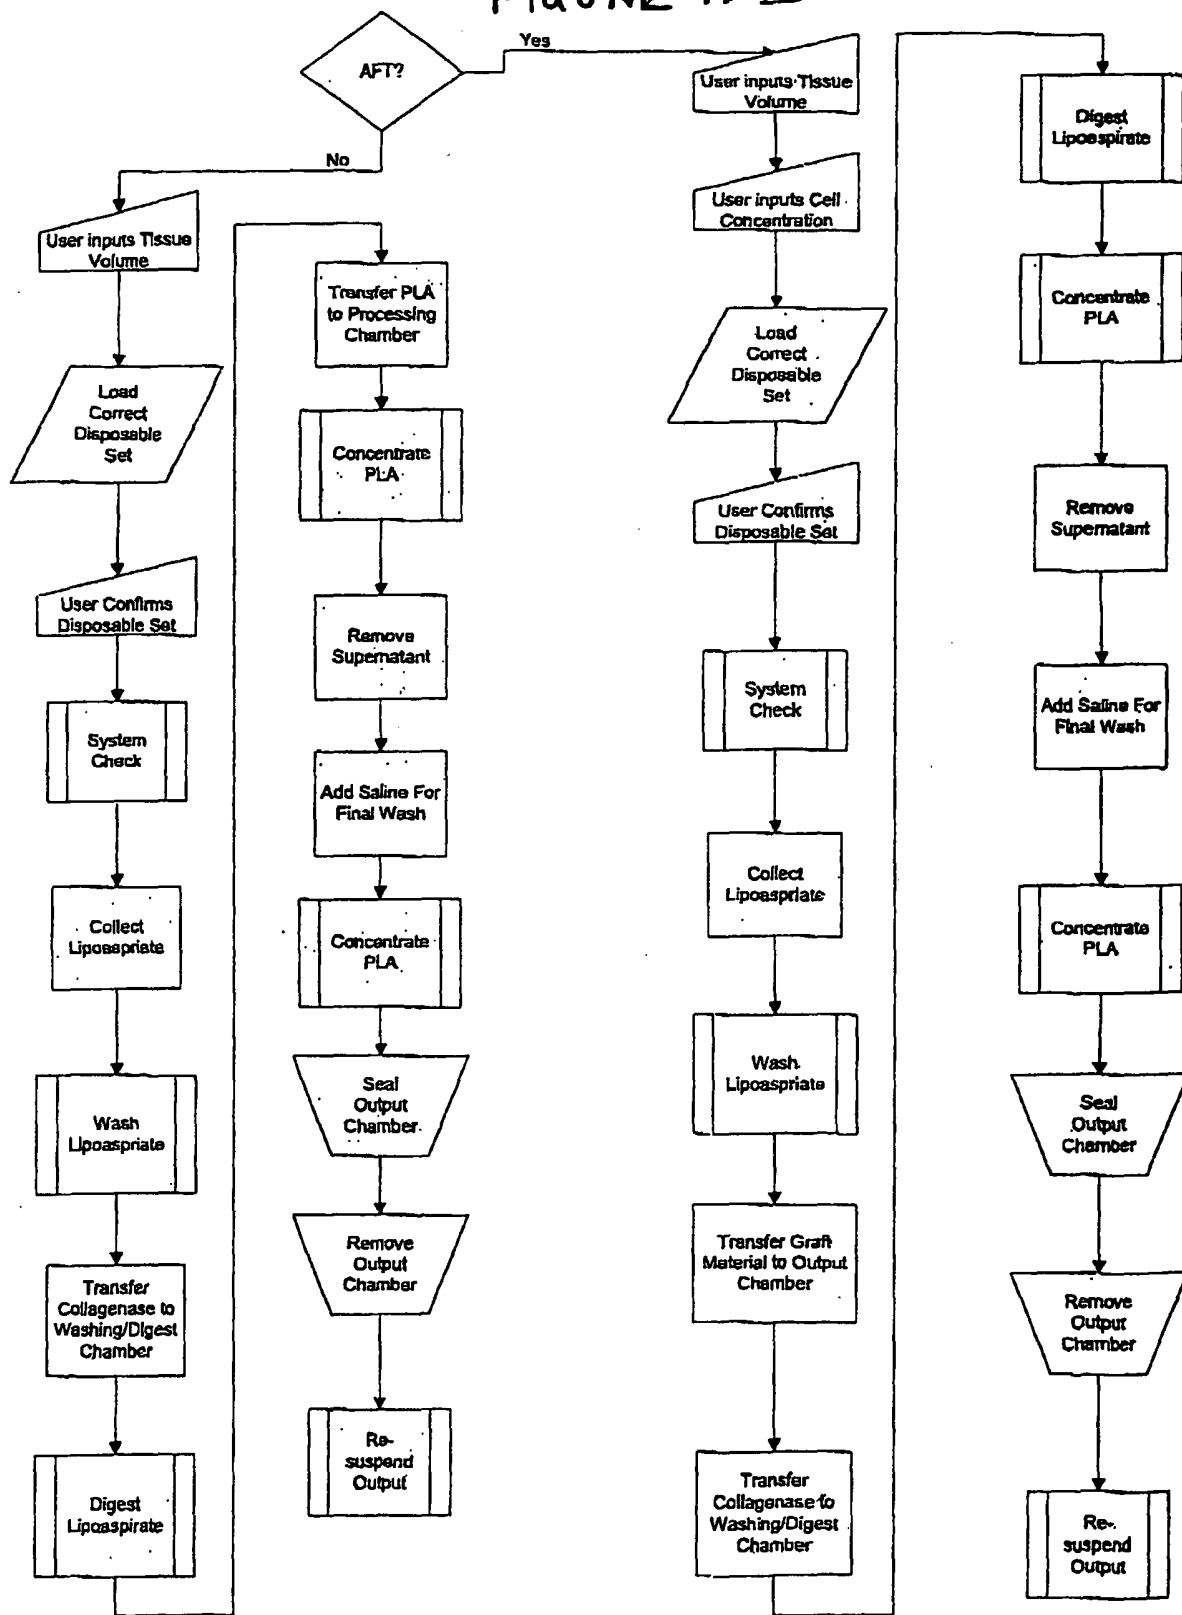 AFT?
Yes
No
User inputs Tissue
Volume
Load
Correct
Disposable
Set
User Confirms
Disposable Set
System
Check
Collect
Lipoaspriate
Wash
Lipoaspriate
Transfer
Collagenase to
Washing/Digest
Chamber
Digest
Lipoaspirate
Transfer PLA
to Processing
Chamber
Concentrate
PLA
Remove
Supernatant
Add Saline For
Final Wash
Concentrate
PLA
Seal
Output
Chamber
Remove
Output
Chamber
Re-
suspend
Output
User inputs Tissue
Volume
User inputs Cell
Concentration
Load
Correct
Disposable
Set
User Confirms
Disposable Set
System
Check
Collect
Lipoaspriate
Wash
Lipoaspriate
Transfer Graft
Material to Output
Chamber
Transfer
Collagenase to
Washing/Digest
Chamber
Digest
Lipoaspirate
Concentrate
PLA
Remove
Supernatant
Add Saline For
Final Wash
Concentrate
PLA
Seal
Output
Chamber
Remove
Output
Chamber
Re-
suspend
Output